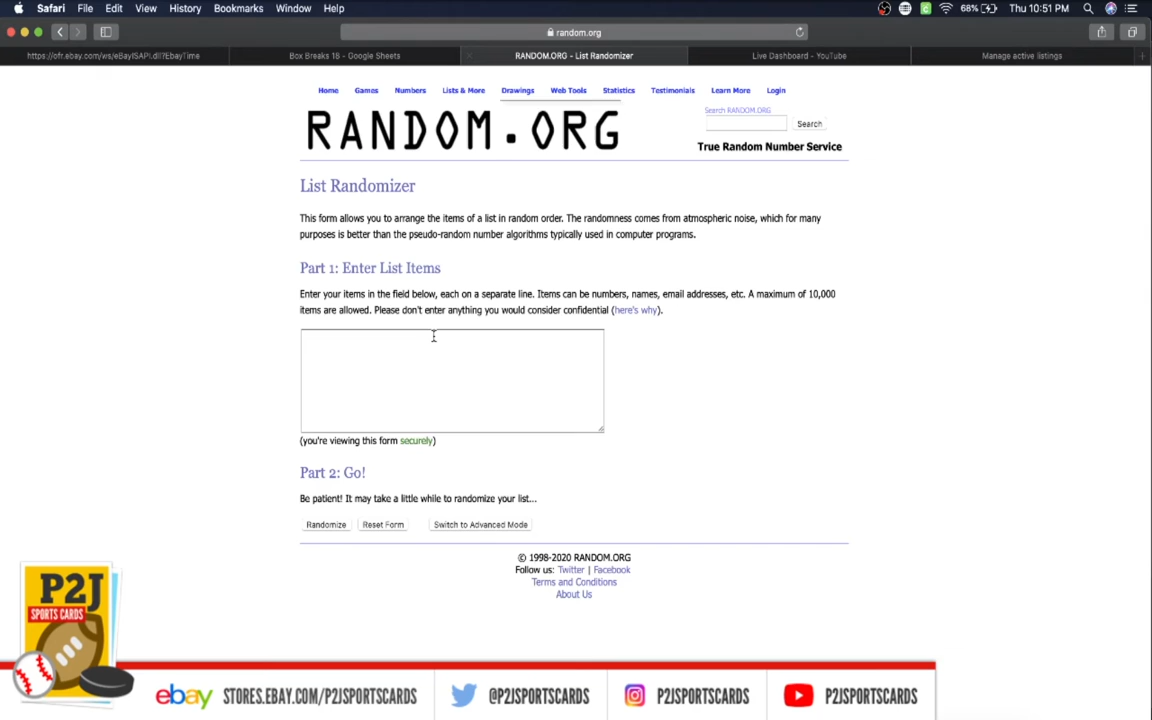 Safari File Edit View History Bookmarks Window Help 68% Thu 10:51 PM
random.org
https://ofr.ebay.com/ws/eBayISAPI.dll?EbayTime Box Breaks 18 - Google Sheets RANDOM.ORG - List Randomizer Live Dashboard - YouTube Manage active listings
Home Games Numbers Lists & More Drawings Web Tools Statistics Testimonials Learn More Login
RANDOM.ORG
Search RANDOM.ORG
Search
True Random Number Service
List Randomizer
This form allows you to arrange the items of a list in random order. The randomness comes from atmospheric noise, which for many
purposes is better than the pseudo-random number algorithms typically used in computer programs.
Part 1: Enter List Items
Enter your items in the field below, each on a separate line. Items can be numbers, names, email addresses, etc. A maximum of 10,000
items are allowed. Please don't enter anything you would consider confidential (here's why).
(you're viewing this form securely)
Part 2: Go!
Be patient! It may take a little while to randomize your list...
Randomize Reset Form Switch to Advanced Mode
© 1998-2020 RANDOM.ORG
Follow us: Twitter | Facebook
Terms and Conditions
About Us
P2J
SPORTS CARDS
ebay STORES.EBAY.COM/P2JSPORTSCARDS @P2JSPORTSCARDS P2JSPORTSCARDS P2JSPORTSCARDS